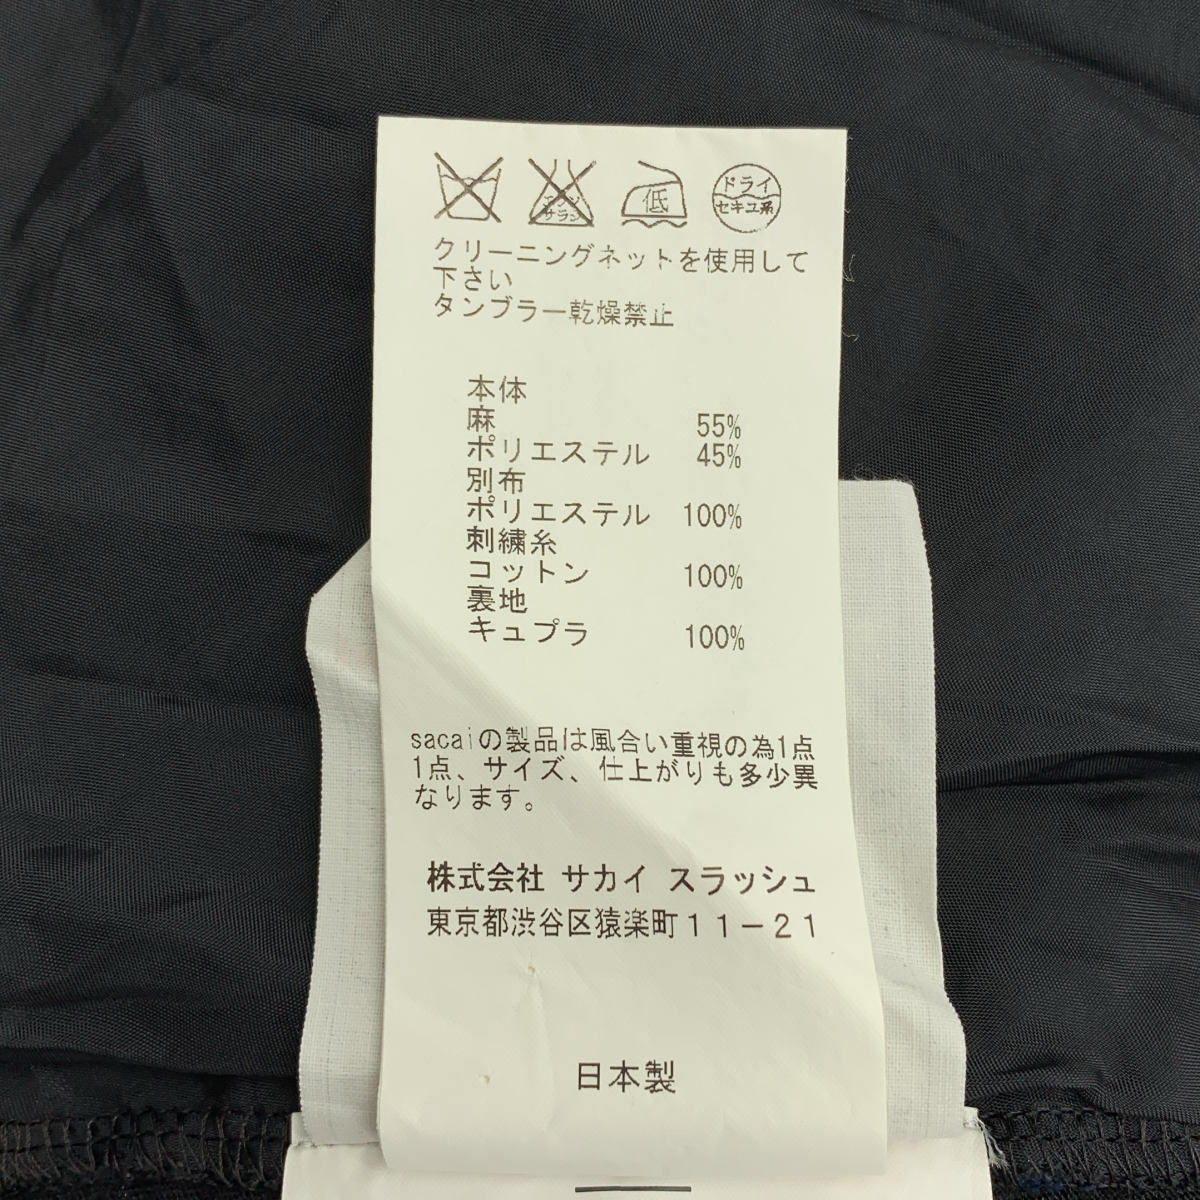 エンソ
サラシ
低
ドライ
セキユ系
クリーニングネットを使用して
下さい
タンブラー乾燥禁止
本体
麻 55%
ポリエステル 45%
別布
ポリエステル 100%
刺繍糸
コットン 100%
裏地
キュプラ 100%
sacaiの製品は風合い重視の為1点
1点、サイズ、仕上がりも多少異
なります。
株式会社 サカイ スラッシュ
東京都渋谷区猿楽町11−21
日本製